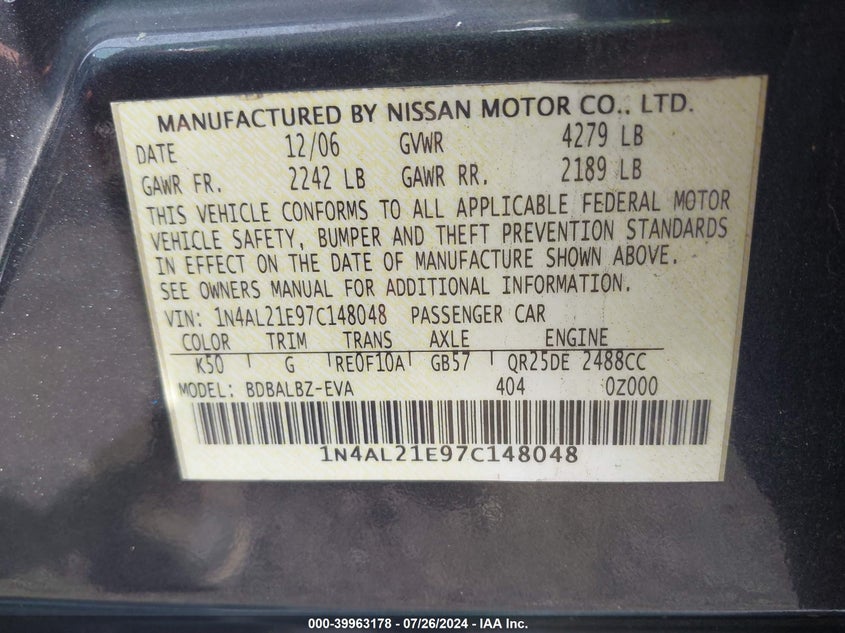 MANUFACTURED BY NISSAN MOTOR CO., LTD.
DATE 12/06 GVWR 4279 LB
GAWR FR. 2242 LB GAWR RR. 2189 LB
THIS VEHICLE CONFORMS TO ALL APPLICABLE FEDERAL MOTOR
VEHICLE SAFETY, BUMPER AND THEFT PREVENTION STANDARDS
IN EFFECT ON THE DATE OF MANUFACTURE SHOWN ABOVE.
SEE OWNERS MANUAL FOR ADDITIONAL INFORMATION.
VIN: 1N4AL21E97C148048 PASSENGER CAR
COLOR TRIM TRANS AXLE ENGINE
K50 G RE0F10A GB57 QR25DE 2488CC
MODEL: BDBALBZ-EVA 404 0Z000
1N4AL21E97C148048
000-39963178 - 07/26/2024 - IAA Inc.